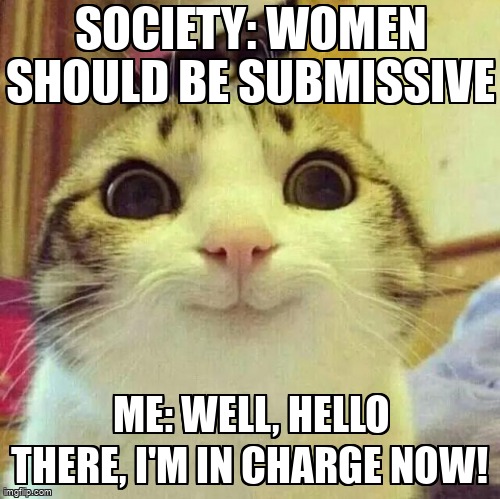 SOCIETY: WOMEN
SHOULD BE SUBMISSIVE
ME: WELL, HELLO
THERE, I'M IN CHARGE NOW!
imgflip.com